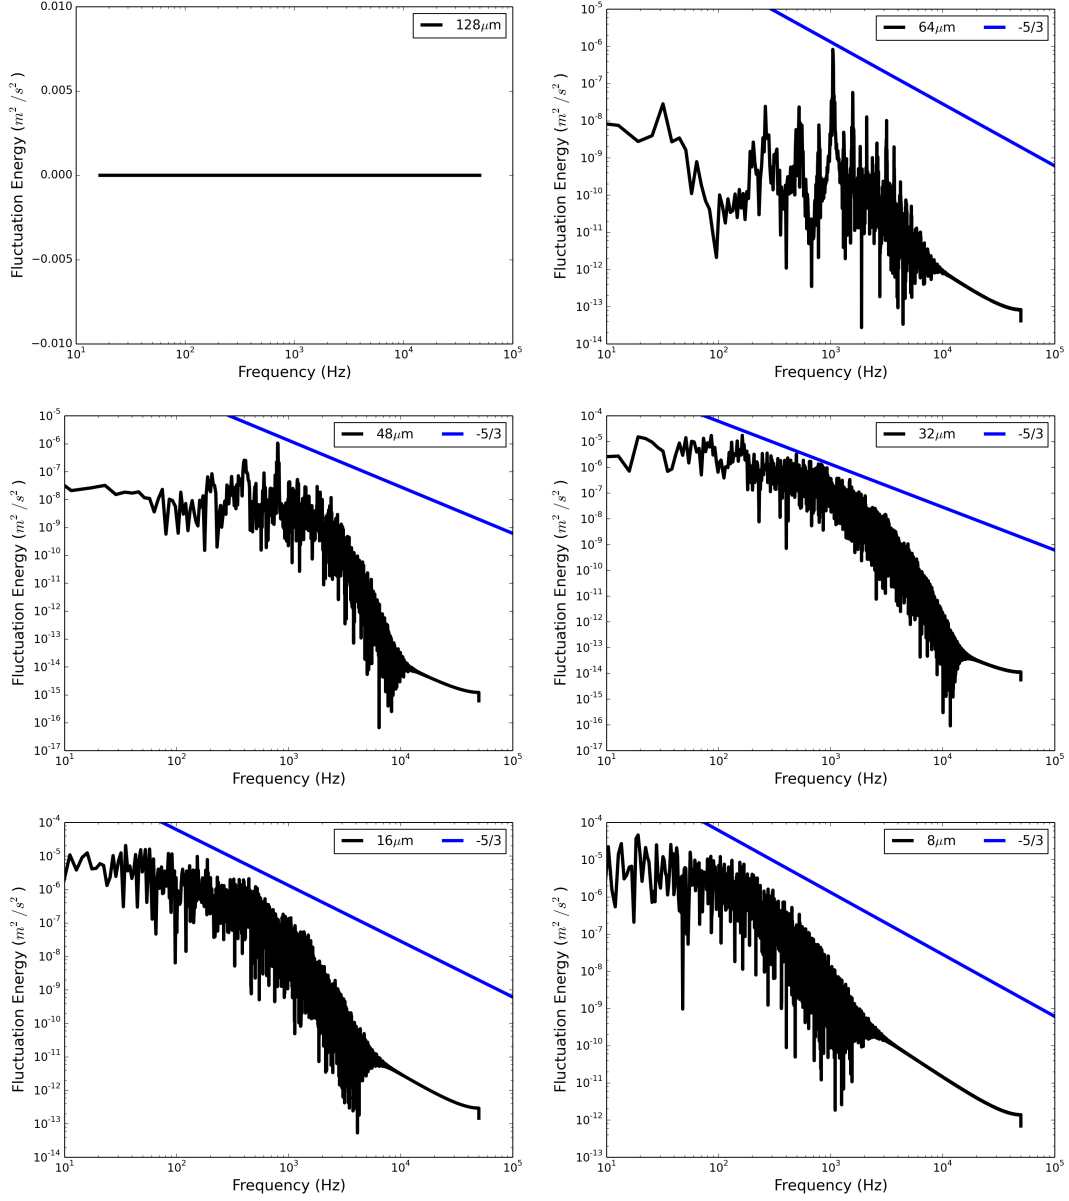 0.010
0.005
0.000
−0.005
−0.010
Fluctuation Energy (m² /s² )
10¹ 10² 10³ 10⁴ 10⁵
Frequency (Hz)
128μm
10⁻⁵
10⁻⁶
10⁻⁷
10⁻⁸
10⁻⁹
10⁻¹⁰
10⁻¹¹
10⁻¹²
10⁻¹³
10⁻¹⁴
Fluctuation Energy (m² /s² )
10¹ 10² 10³ 10⁴ 10⁵
Frequency (Hz)
64μm -5/3
10⁻⁵
10⁻⁶
10⁻⁷
10⁻⁸
10⁻⁹
10⁻¹⁰
10⁻¹¹
10⁻¹²
10⁻¹³
10⁻¹⁴
10⁻¹⁵
10⁻¹⁶
10⁻¹⁷
Fluctuation Energy (m² /s² )
10¹ 10² 10³ 10⁴ 10⁵
Frequency (Hz)
48μm -5/3
10⁻⁴
10⁻⁵
10⁻⁶
10⁻⁷
10⁻⁸
10⁻⁹
10⁻¹⁰
10⁻¹¹
10⁻¹²
10⁻¹³
10⁻¹⁴
10⁻¹⁵
10⁻¹⁶
10⁻¹⁷
Fluctuation Energy (m² /s² )
10¹ 10² 10³ 10⁴ 10⁵
Frequency (Hz)
32μm -5/3
10⁻⁴
10⁻⁵
10⁻⁶
10⁻⁷
10⁻⁸
10⁻⁹
10⁻¹⁰
10⁻¹¹
10⁻¹²
10⁻¹³
10⁻¹⁴
Fluctuation Energy (m² /s² )
10¹ 10² 10³ 10⁴ 10⁵
Frequency (Hz)
16μm -5/3
10⁻⁴
10⁻⁵
10⁻⁶
10⁻⁷
10⁻⁸
10⁻⁹
10⁻¹⁰
10⁻¹¹
10⁻¹²
10⁻¹³
Fluctuation Energy (m² /s² )
10¹ 10² 10³ 10⁴ 10⁵
Frequency (Hz)
8μm -5/3